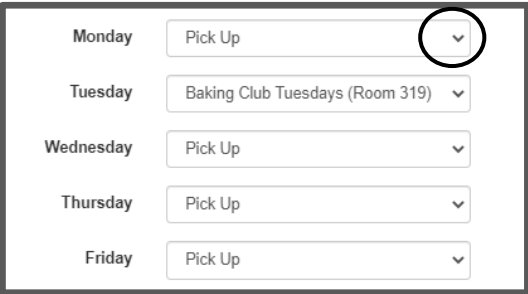 Monday Pick Up
Tuesday Baking Club Tuesdays (Room 319)
Wednesday Pick Up
Thursday Pick Up
Friday Pick Up